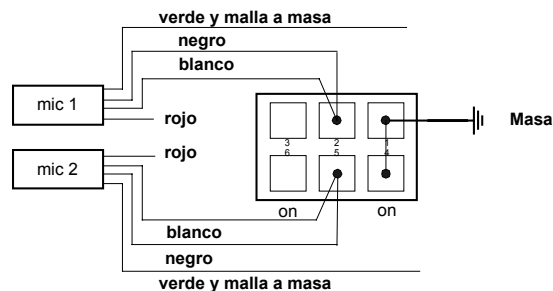 verde y malla a masa
negro
blanco
mic 1
rojo
Masa
3 2 1
6 5 4
rojo
mic 2
on on
blanco
negro
verde y malla a masa